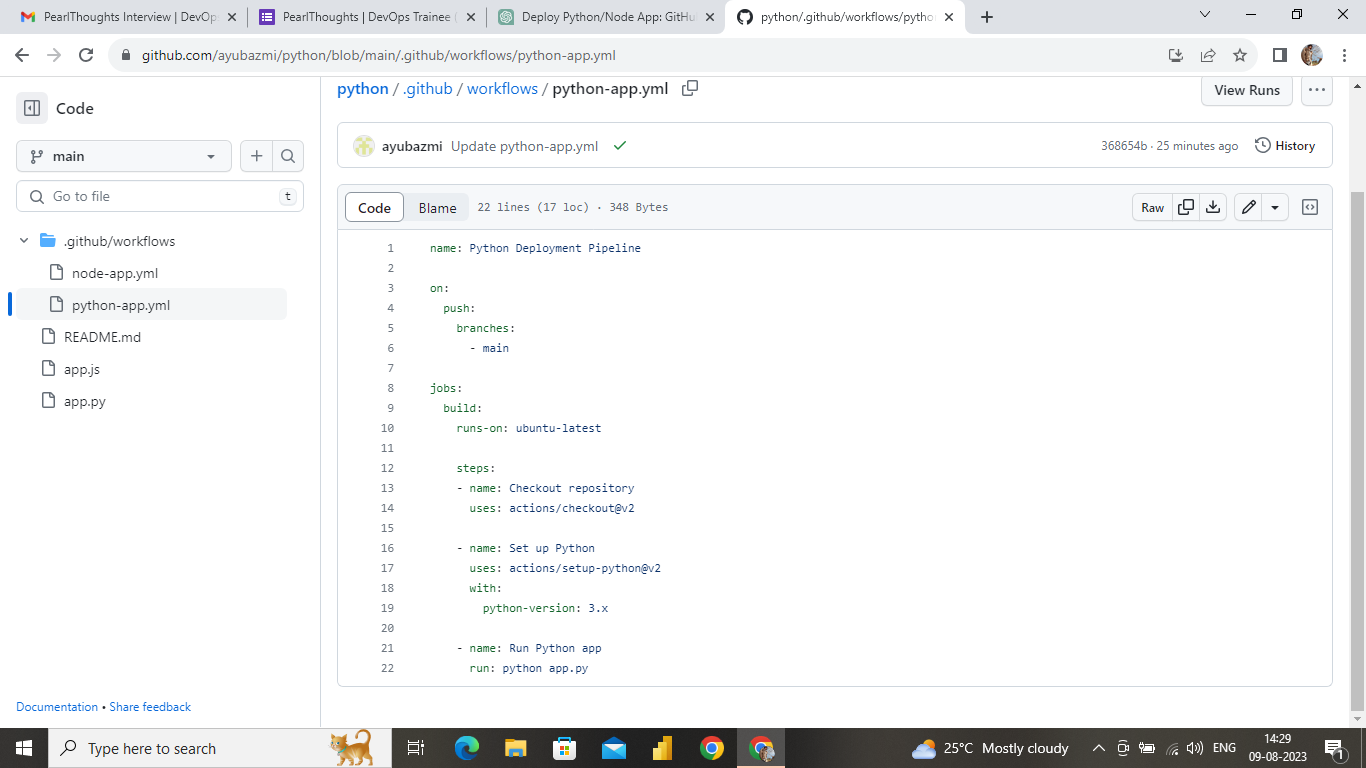 PearlThoughts Interview | DevOp
PearlThoughts | DevOps Trainee (
Deploy Python/Node App: GitHu
python/.github/workflows/python
github.com/ayubazmi/python/blob/main/.github/workflows/python-app.yml
Code
main
Go to file
t
.github/workflows
node-app.yml
python-app.yml
README.md
app.js
app.py
Documentation • Share feedback
python / .github / workflows / python-app.yml
View Runs
ayubazmi Update python-app.yml
368654b · 25 minutes ago
History
Code Blame 22 lines (17 loc) · 348 Bytes
Raw
1 name: Python Deployment Pipeline
2
3 on:
4 push:
5 branches:
6 - main
7
8 jobs:
9 build:
10 runs-on: ubuntu-latest
11
12 steps:
13 - name: Checkout repository
14 uses: actions/checkout@v2
15
16 - name: Set up Python
17 uses: actions/setup-python@v2
18 with:
19 python-version: 3.x
20
21 - name: Run Python app
22 run: python app.py
Type here to search
25°C Mostly cloudy
ENG
14:29
09-08-2023
1